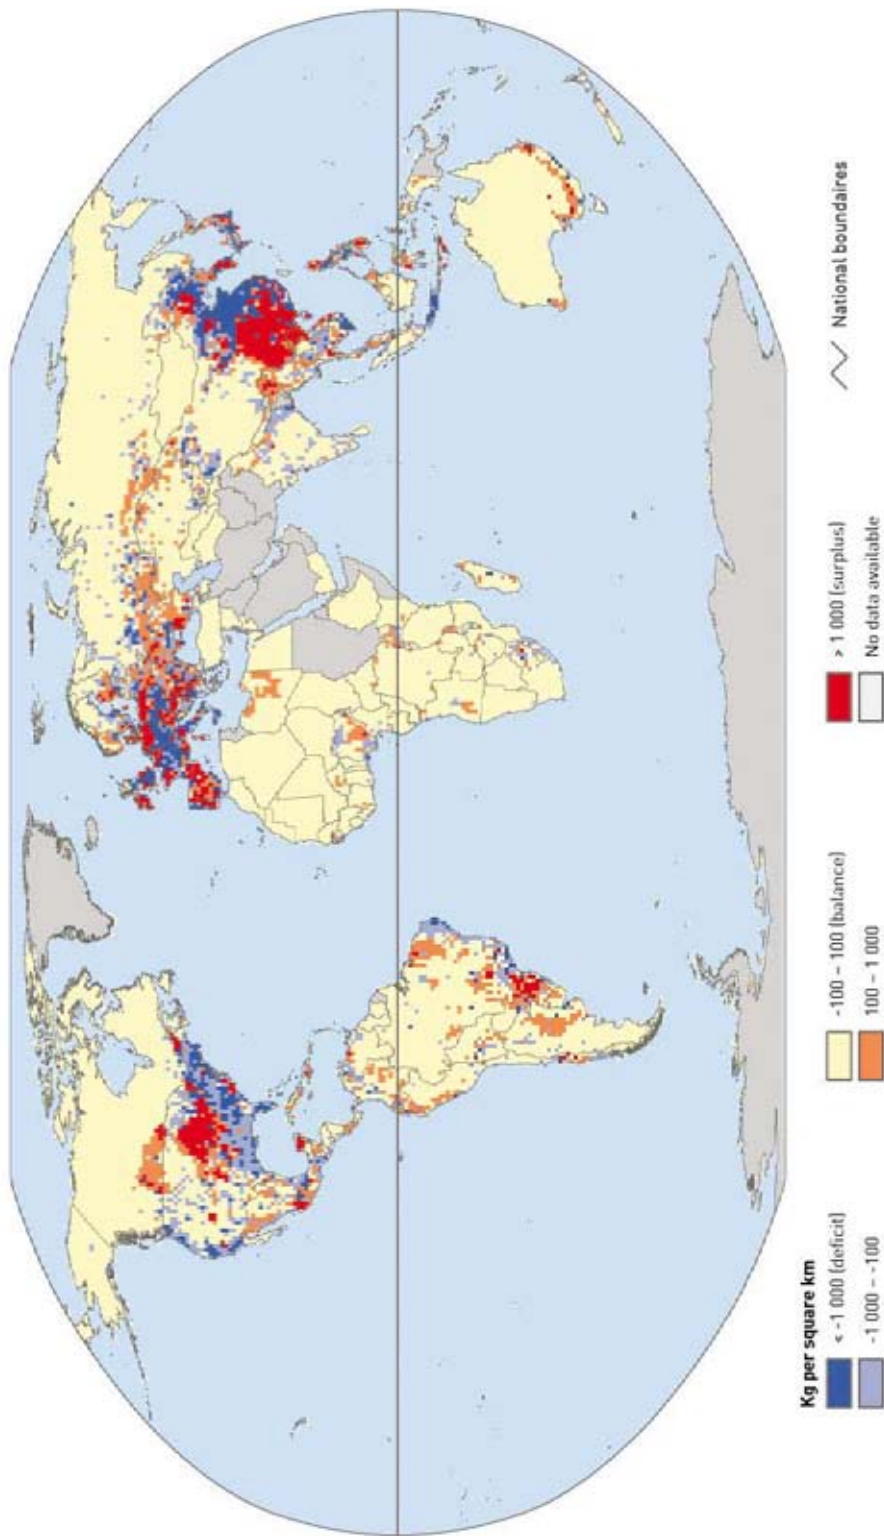 Kg per square km
< -1 000 (deficit)
-1 000 – -100
-100 – 100 (balance)
100 – 1 000
> 1 000 (surplus)
No data available
National boundaires